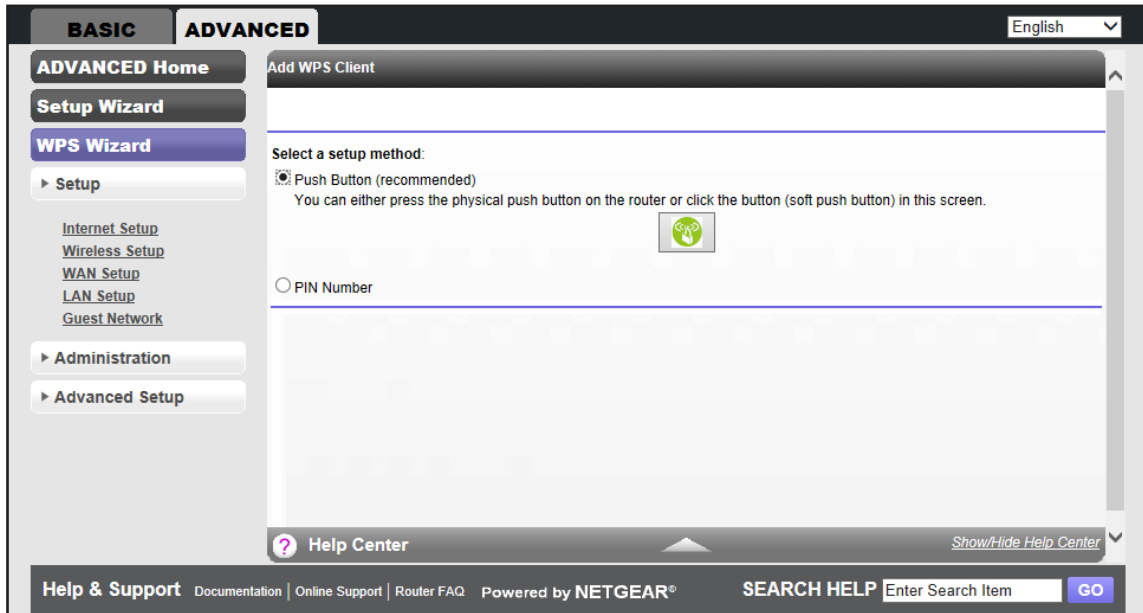 BASIC
ADVANCED
English
ADVANCED Home
Setup Wizard
WPS Wizard
Setup
Internet Setup
Wireless Setup
WAN Setup
LAN Setup
Guest Network
Administration
Advanced Setup
Add WPS Client
Select a setup method:
Push Button (recommended)
You can either press the physical push button on the router or click the button (soft push button) in this screen.
PIN Number
? Help Center
Show/Hide Help Center
Help & Support Documentation | Online Support | Router FAQ Powered by NETGEAR® SEARCH HELP Enter Search Item GO